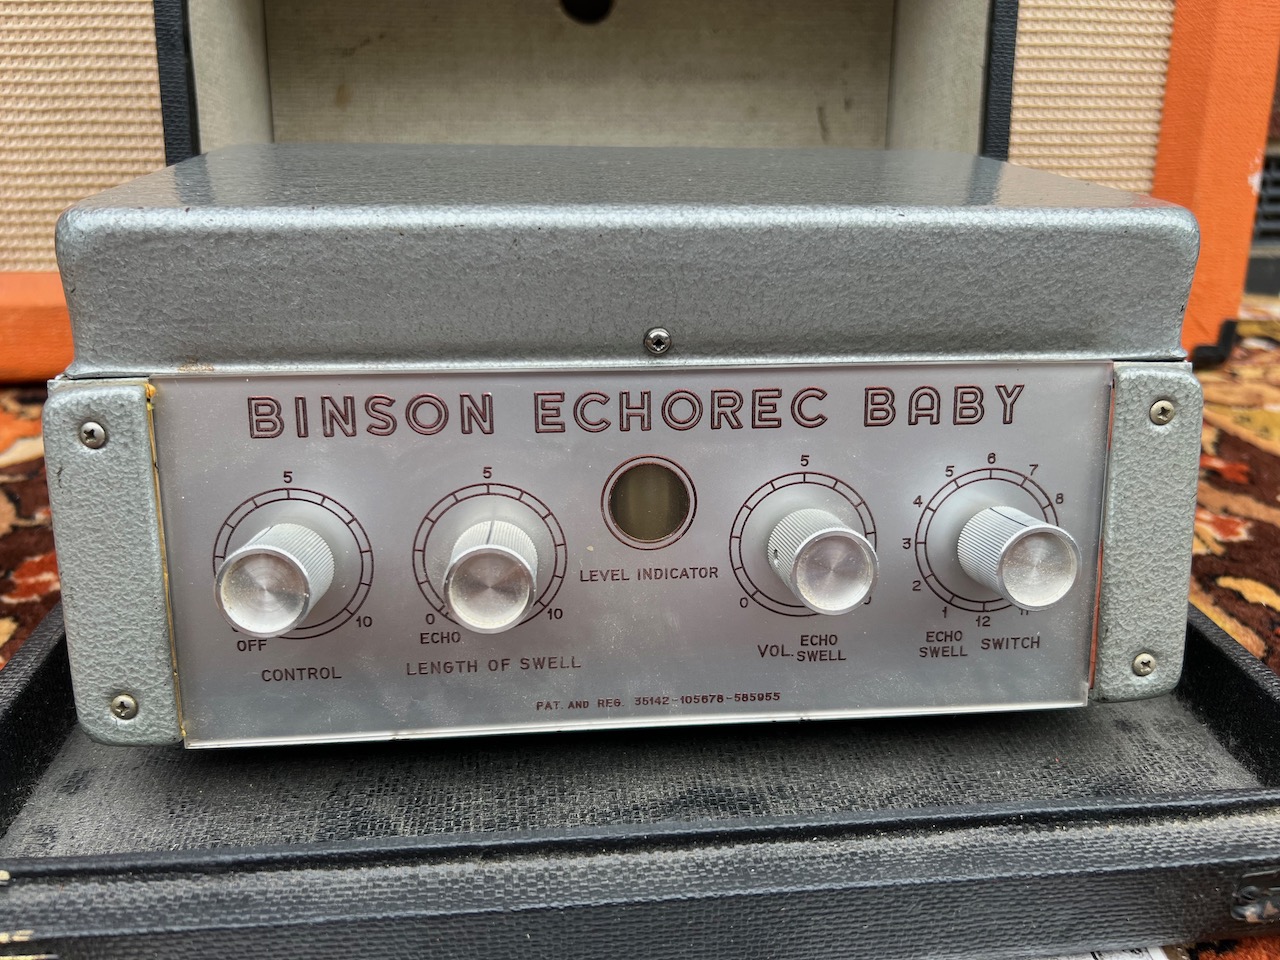 BINSON ECHOREC BABY
5
10
OFF
CONTROL
5
0
10
ECHO
LENGTH OF SWELL
LEVEL INDICATOR
5
0
VOL. ECHO
SWELL
1
2
3
4
5
6
7
8
12
ECHO
SWELL SWITCH
PAT. AND REG. 35142-105678-585955